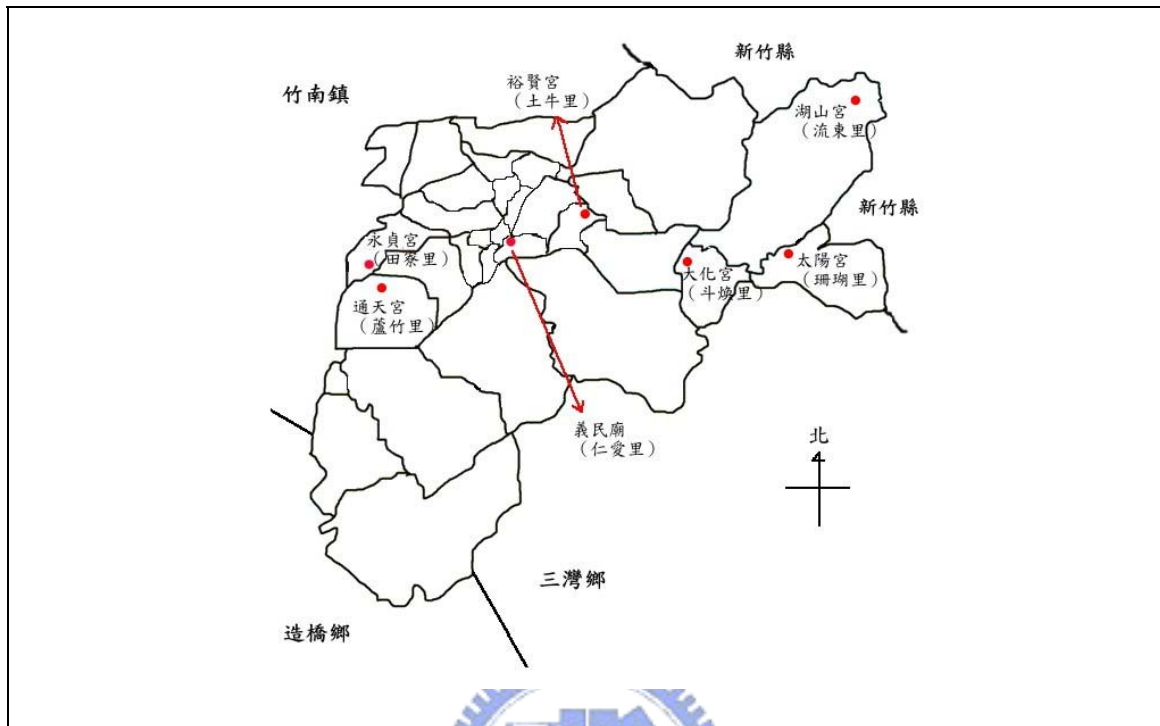 新竹縣
裕賢宮
（土牛里）
竹南鎮
湖山宮
（流東里）
新竹縣
永貞宮
（田寮里）
太陽宮
（珊瑚里）
大化宮
（斗煥里）
通天宮
（蘆竹里）
義民廟
（仁愛里）
北
三灣鄉
造橋鄉